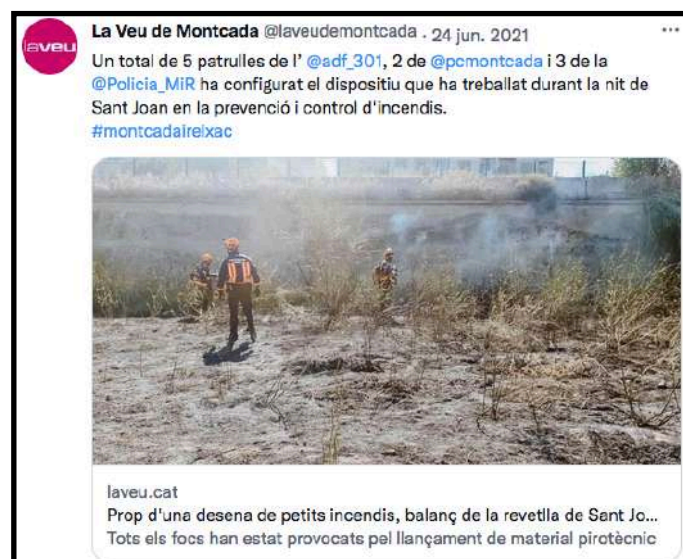 laveu
La Veu de Montcada @laveudemontcada . 24 jun. 2021
Un total de 5 patrulles de l' @adf_301, 2 de @pcmontcada i 3 de la
@Policia_MiR ha configurat el dispositiu que ha treballat durant la nit de
Sant Joan en la prevenció i control d'incendis.
#montcadaireixac
laveu.cat
Prop d'una desena de petits incendis, balanç de la revetlla de Sant Jo...
Tots els focs han estat provocats pel llançament de material pirotècnic